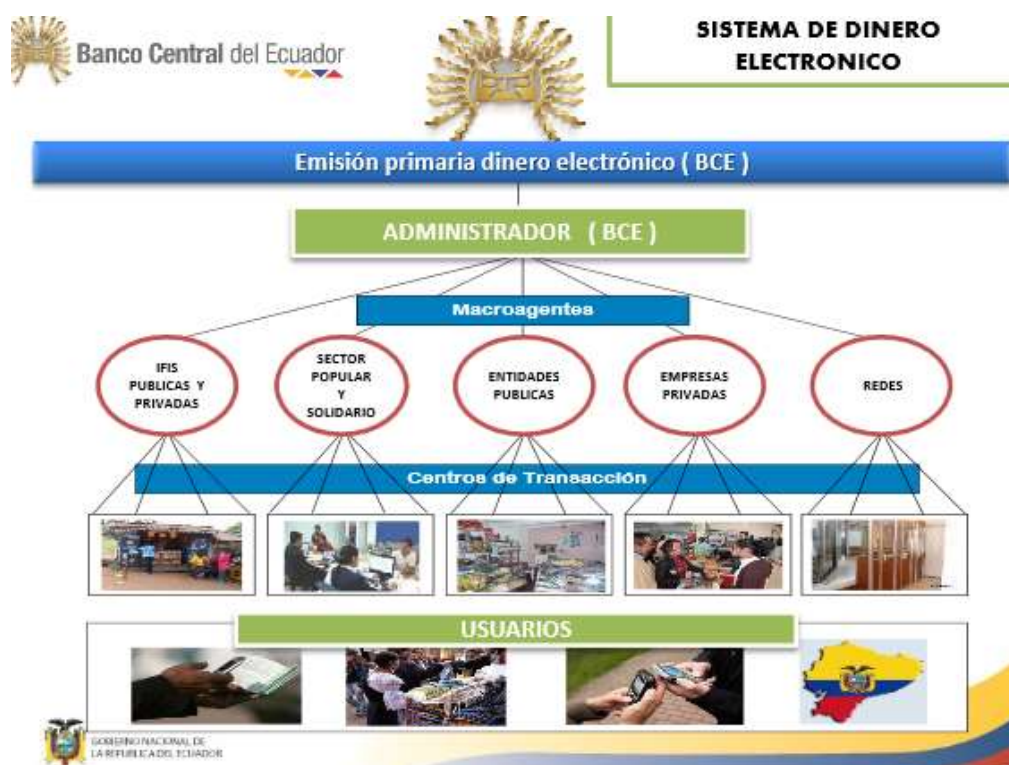 Banco Central del Ecuador
SISTEMA DE DINERO
ELECTRONICO
Emisión primaria dinero electrónico ( BCE )
ADMINISTRADOR ( BCE )
Macroagentes
IFIS
PUBLICAS Y
PRIVADAS
SECTOR
POPULAR
Y
SOLIDARIO
ENTIDADES
PUBLICAS
EMPRESAS
PRIVADAS
REDES
Centros de Transacción
USUARIOS
GOBIERNO NACIONAL DE
LA REPUBLICA DEL ECUADOR